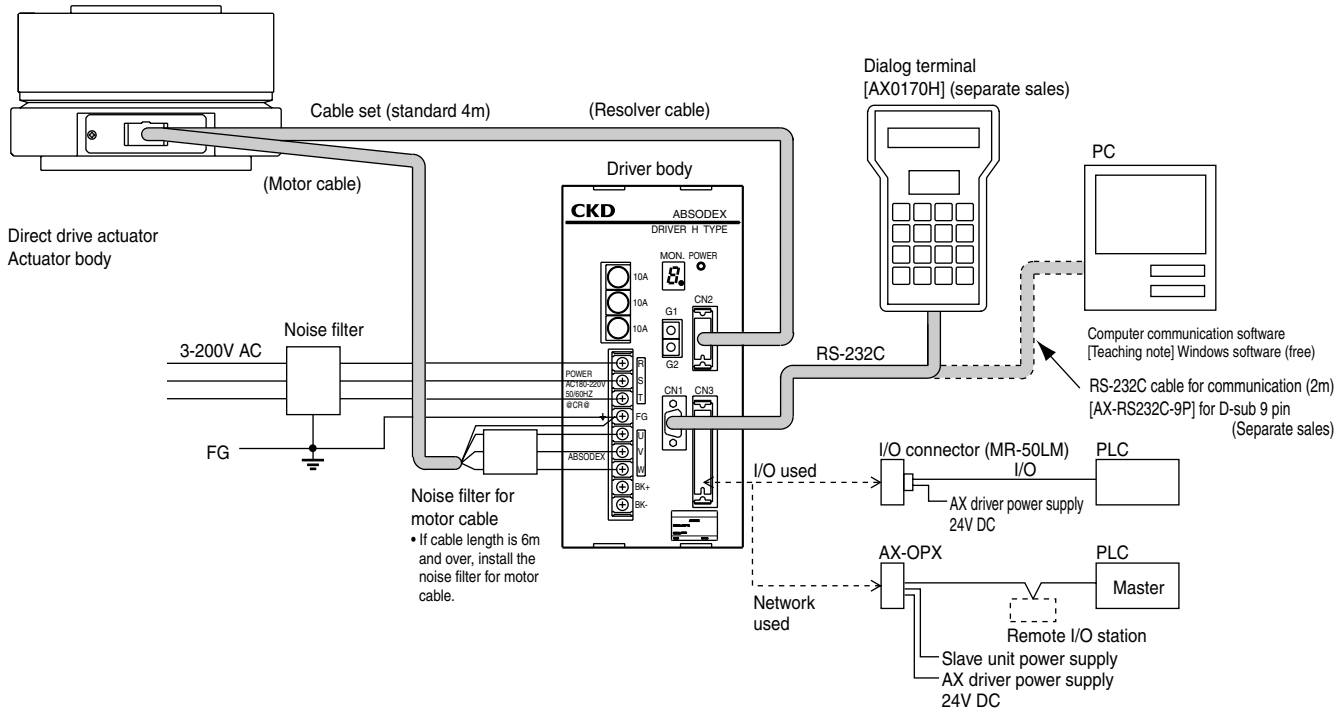 Dialog terminal
[AX0170H] (separate sales)
Cable set (standard 4m)
(Resolver cable)
PC
Driver body
(Motor cable)
CKD
ABSODEX
DRIVER H TYPE
Direct drive actuator
Actuator body
MON. POWER
8.
10A
10A
10A
CN2
G1
G2
Noise filter
3-200V AC
RS-232C
Computer communication software
[Teaching note] Windows software (free)
RS-232C cable for communication (2m)
[AX-RS232C-9P] for D-sub 9 pin
(Separate sales)
POWER
AC180-220V
50/60HZ
@CR@
R
S
T
FG
U
V
W
BK+
BK-
ABSODEX
CN1
CN3
FG
I/O used
I/O connector (MR-50LM)
I/O
PLC
AX driver power supply
24V DC
Noise filter for
motor cable
• If cable length is 6m
and over, install the
noise filter for motor
cable.
AX-OPX
PLC
Master
Network
used
Remote I/O station
Slave unit power supply
AX driver power supply
24V DC